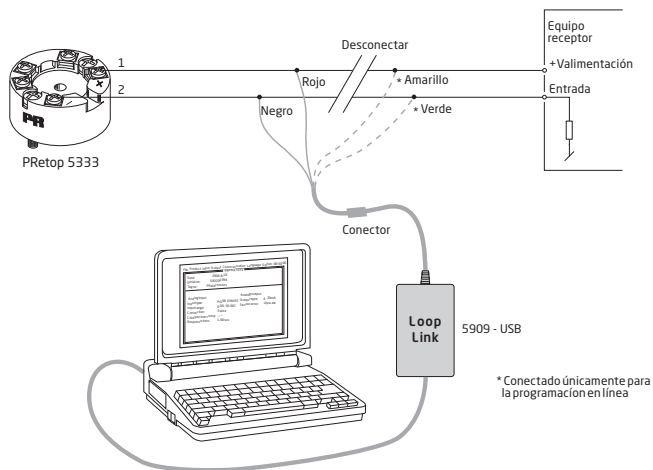 Equipo
receptor
+Valimentación
Entrada
Desconectar
1
2
Rojo
* Amarillo
Negro
* Verde
PR
PRetop 5333
Conector
Loop
Link
5909 - USB
* Conectado únicamente para
la programacíon en línea